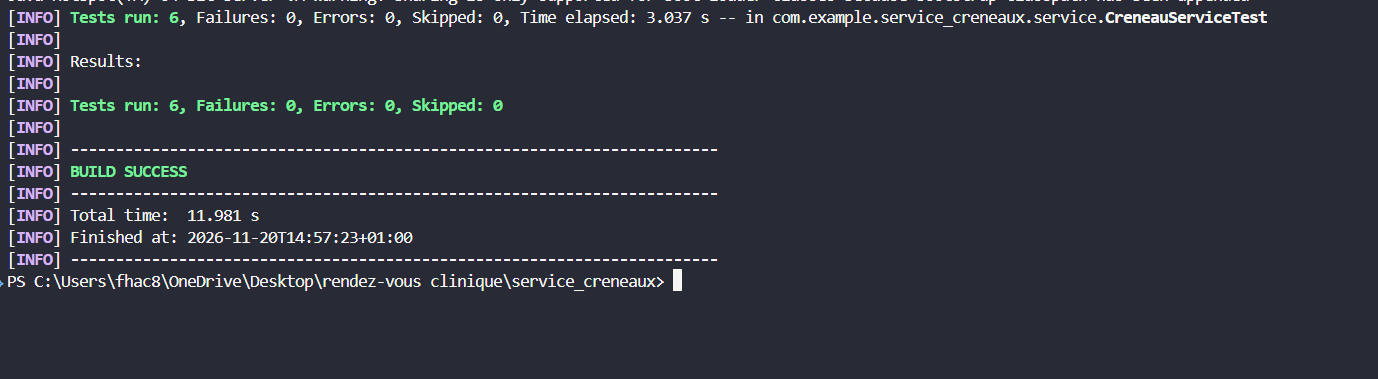 [INFO] Tests run: 6, Failures: 0, Errors: 0, Skipped: 0, Time elapsed: 3.037 s -- in com.example.service_creneaux.service.CreneauServiceTest
[INFO]
[INFO] Results:
[INFO]
[INFO] Tests run: 6, Failures: 0, Errors: 0, Skipped: 0
[INFO]
[INFO] ------------------------------------------------------------------------
[INFO] BUILD SUCCESS
[INFO] ------------------------------------------------------------------------
[INFO] Total time:  11.981 s
[INFO] Finished at: 2026-11-20T14:57:23+01:00
[INFO] ------------------------------------------------------------------------
PS C:\Users\fhac8\OneDrive\Desktop\rendez-vous clinique\service_creneaux>